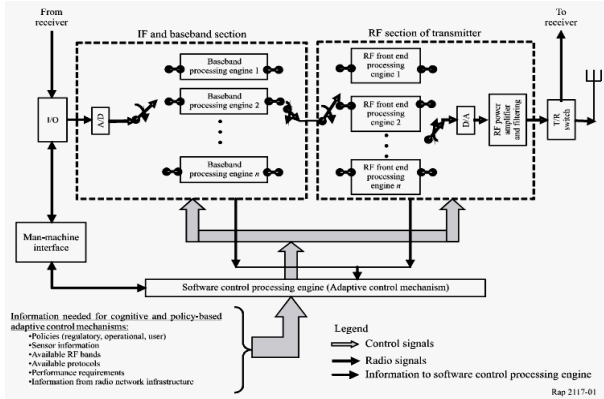 From
receiver
IF and baseband section
RF section of transmitter
To
receiver
I/O
A/D
Baseband
processing engine 1
Baseband
processing engine 2
Baseband
processing engine n
RF front end
processing
engine 1
RF front end
processing
engine 2
RF front end
processing
engine n
D/A
RF power
amplifier
and filtering
T/R
switch
Man-machine
interface
Software control processing engine (Adaptive control mechanism)
Information needed for cognitive and policy-based
adaptive control mechanisms:
•Policies (regulatory, operational, user)
•Sensor information
•Available RF bands
•Available protocols
•Performance requirements
•Information from radio network infrastructure
Legend
Control signals
Radio signals
Information to software control processing engine
Rap 2117-01